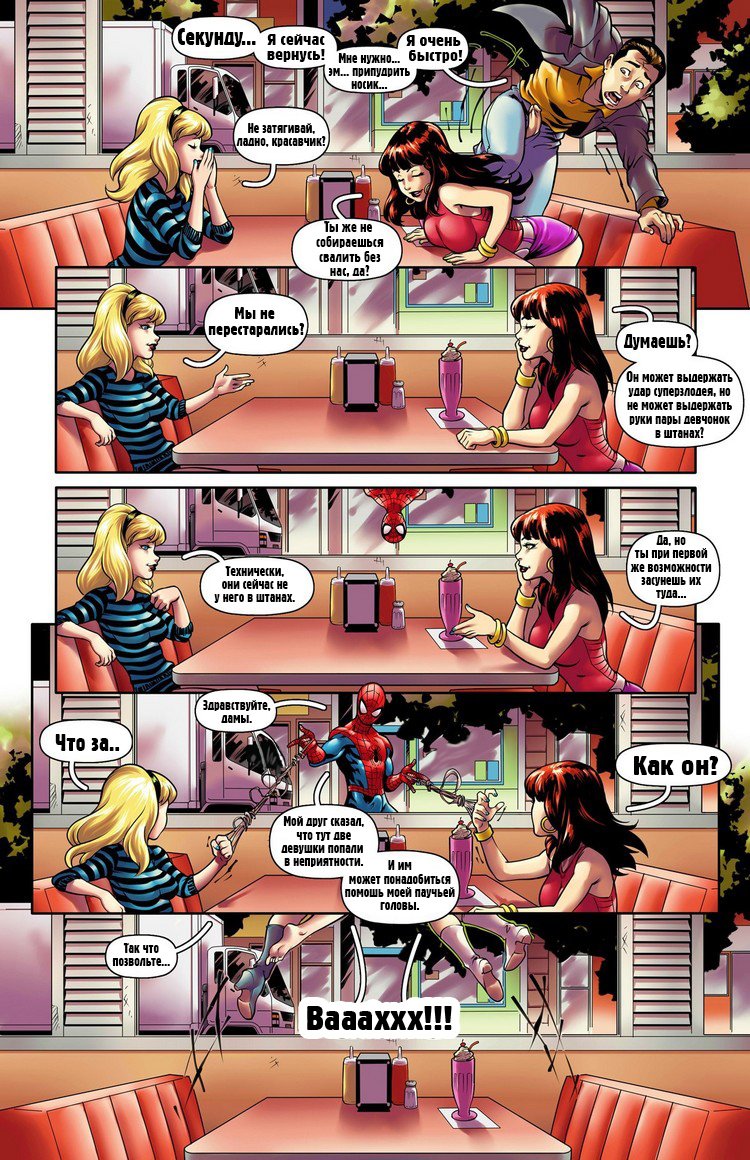 Секунду...
Я сейчас
вернусь!
Мне нужно...
эм... припудрить
носик...
Я очень
быстро!
Не затягивай,
ладно, красавчик?
Ты же не
собираешься
свалить без
нас, да?
Мы не
перестарались?
Думаешь?
Он может выдержать
удар суперзлодея, но
не может выдержать
руки пары девчонок
в штанах?
Технически,
они сейчас не
у него в штанах.
Да, но
ты при первой
же возможности
засунешь их
туда...
Здравствуйте,
дамы.
Что за..
Как он?
Мой друг сказал,
что тут две
девушки попали
в неприятности.
И им
может понадобиться
помошь моей паучьей
головы.
Так что
позвольте...
Ваааххх!!!